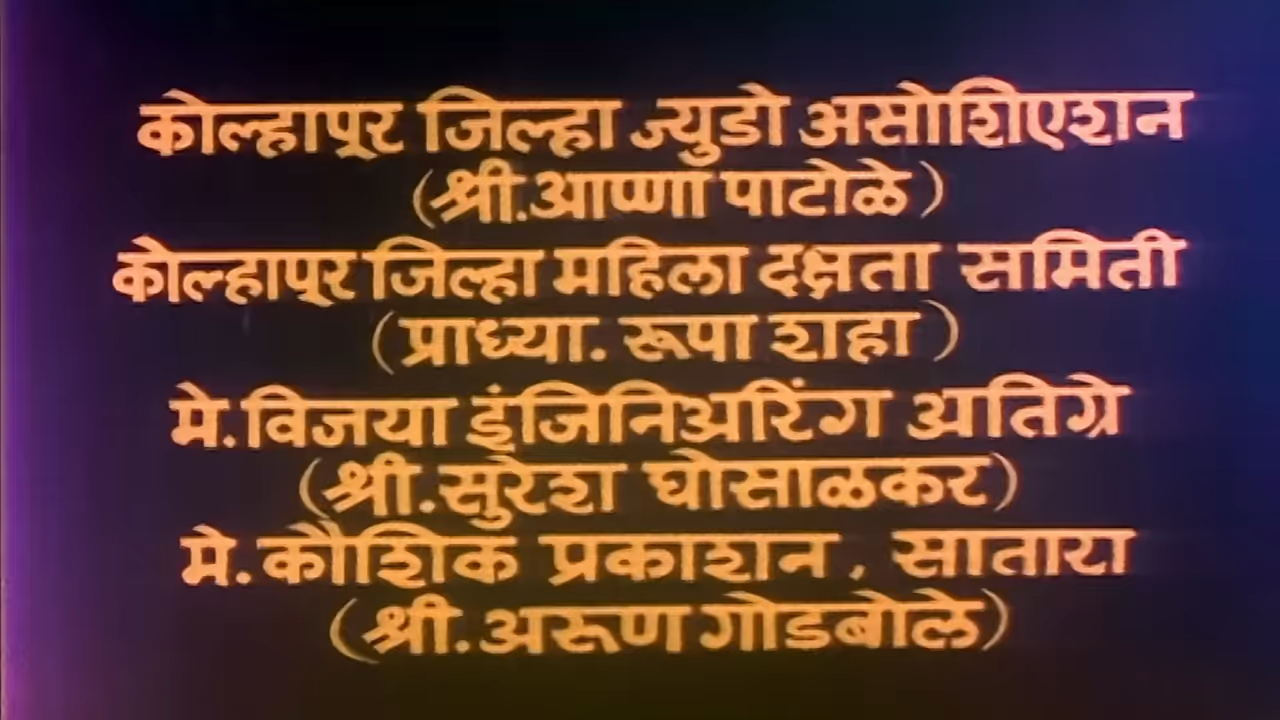 कोल्हापूर जिल्हा ज्युडो असोशिएशन
(श्री.आप्णा पाटोळे)
कोल्हापूर जिल्हा महिला दक्षता समिती
(प्राध्या. रूपा शहा)
मे.विजया इंजिनिअरिंग अतिग्रे
(श्री.सुरेश घोसाळकर)
मे.कौशिक प्रकाशन, सातारा
(श्री.अरूण गोडबोले)